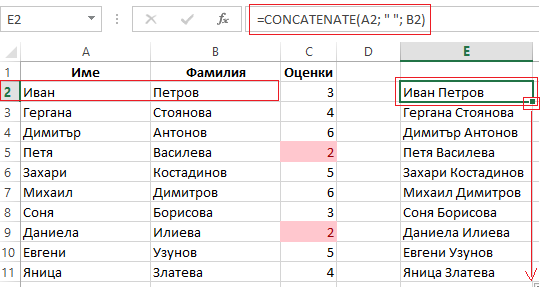 E2 =CONCATENATE(A2; " "; B2)
A B C D E
1 Име Фамилия Оценки
2 Иван Петров 3 Иван Петров
3 Гергана Стоянова 4 Гергана Стоянова
4 Димитър Антонов 6 Димитър Антонов
5 Петя Василева 2 Петя Василева
6 Захари Костадинов 5 Захари Костадинов
7 Михаил Димитров 6 Михаил Димитров
8 Соня Борисова 3 Соня Борисова
9 Даниела Илиева 2 Даниела Илиева
10 Евгени Узунов 5 Евгени Узунов
11 Яница Златева 4 Яница Златева